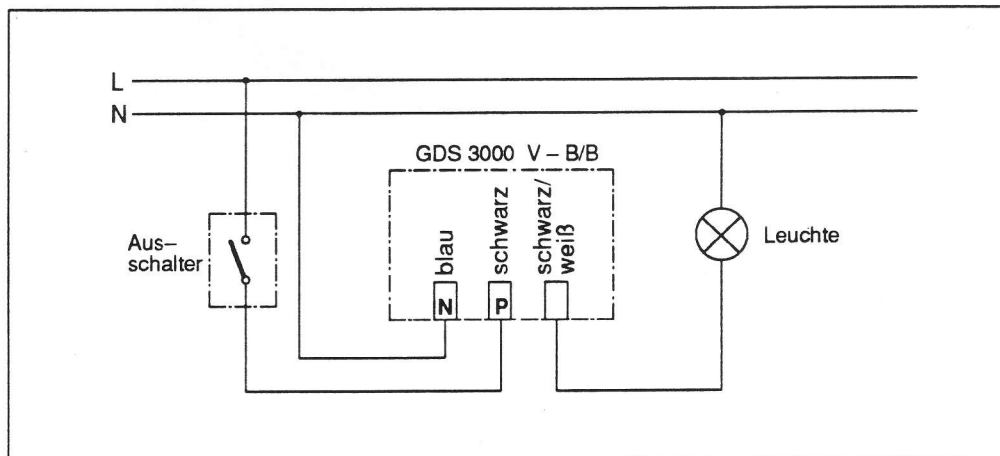 L
N
GDS 3000 V – B/B
Aus–
schalter
blau
schwarz
schwarz/
weiß
N
P
Leuchte